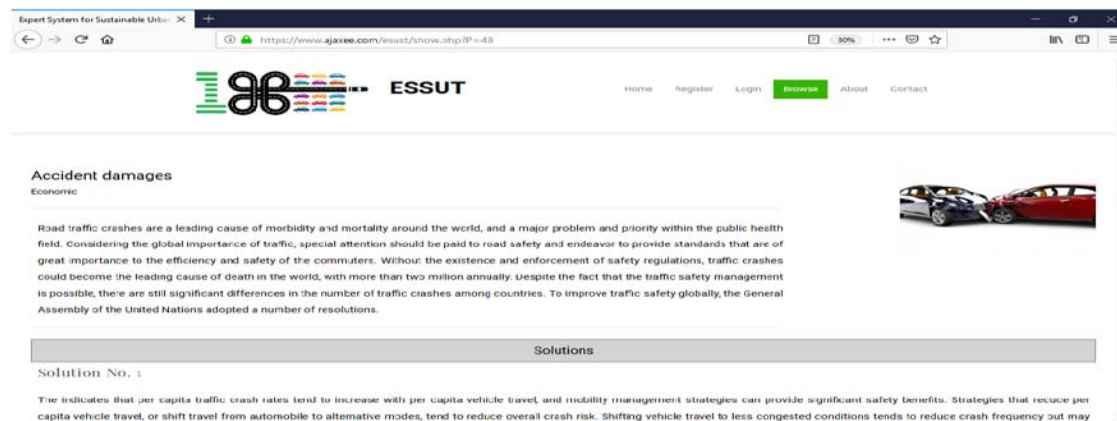 Expert System for Sustainable Urba
https://www.ajaxee.com/esust/show.php?P=48
80%
ESSUT
Home Register Login Browse About Contact
Accident damages
Economic
Road traffic crashes are a leading cause of morbidity and mortality around the world, and a major problem and priority within the public health
field. Considering the global importance of traffic, special attention should be paid to road safety and endeavor to provide standards that are of
great importance to the efficiency and safety of the commuters. Without the existence and enforcement of safety regulations, traffic crashes
could become the leading cause of death in the world, with more than two million annually. Despite the fact that the traffic safety management
is possible, there are still significant differences in the number of traffic crashes among countries. To improve traffic safety globally, the General
Assembly of the United Nations adopted a number of resolutions.
Solutions
Solution No. 1
The indicates that per capita traffic crash rates tend to increase with per capita vehicle travel, and mobility management strategies can provide significant safety benefits. Strategies that reduce per
capita vehicle travel, or shift travel from automobile to alternative modes, tend to reduce overall crash risk. Shifting vehicle travel to less congested conditions tends to reduce crash frequency but may